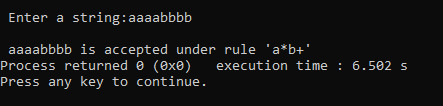 Enter a string:aaaabbbb
aaaabbbb is accepted under rule 'a*b+'
Process returned 0 (0x0)   execution time : 6.502 s
Press any key to continue.